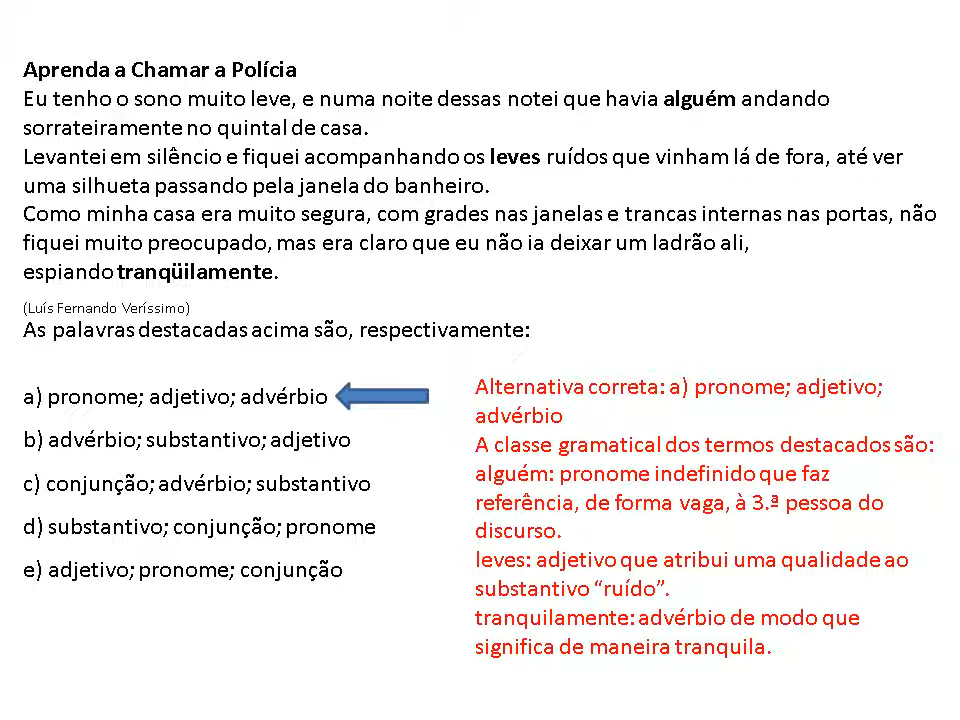 Aprenda a Chamar a Polícia
Eu tenho o sono muito leve, e numa noite dessas notei que havia alguém andando
sorrateiramente no quintal de casa.
Levantei em silêncio e fiquei acompanhando os leves ruídos que vinham lá de fora, até ver
uma silhueta passando pela janela do banheiro.
Como minha casa era muito segura, com grades nas janelas e trancas internas nas portas, não
fiquei muito preocupado, mas era claro que eu não ia deixar um ladrão ali,
espiando tranqüilamente.
(Luís Fernando Veríssimo)
As palavras destacadas acima são, respectivamente:
a) pronome; adjetivo; advérbio
b) advérbio; substantivo; adjetivo
c) conjunção; advérbio; substantivo
d) substantivo; conjunção; pronome
e) adjetivo; pronome; conjunção
Alternativa correta: a) pronome; adjetivo;
advérbio
A classe gramatical dos termos destacados são:
alguém: pronome indefinido que faz
referência, de forma vaga, à 3.ª pessoa do
discurso.
leves: adjetivo que atribui uma qualidade ao
substantivo “ruído”.
tranquilamente: advérbio de modo que
significa de maneira tranquila.